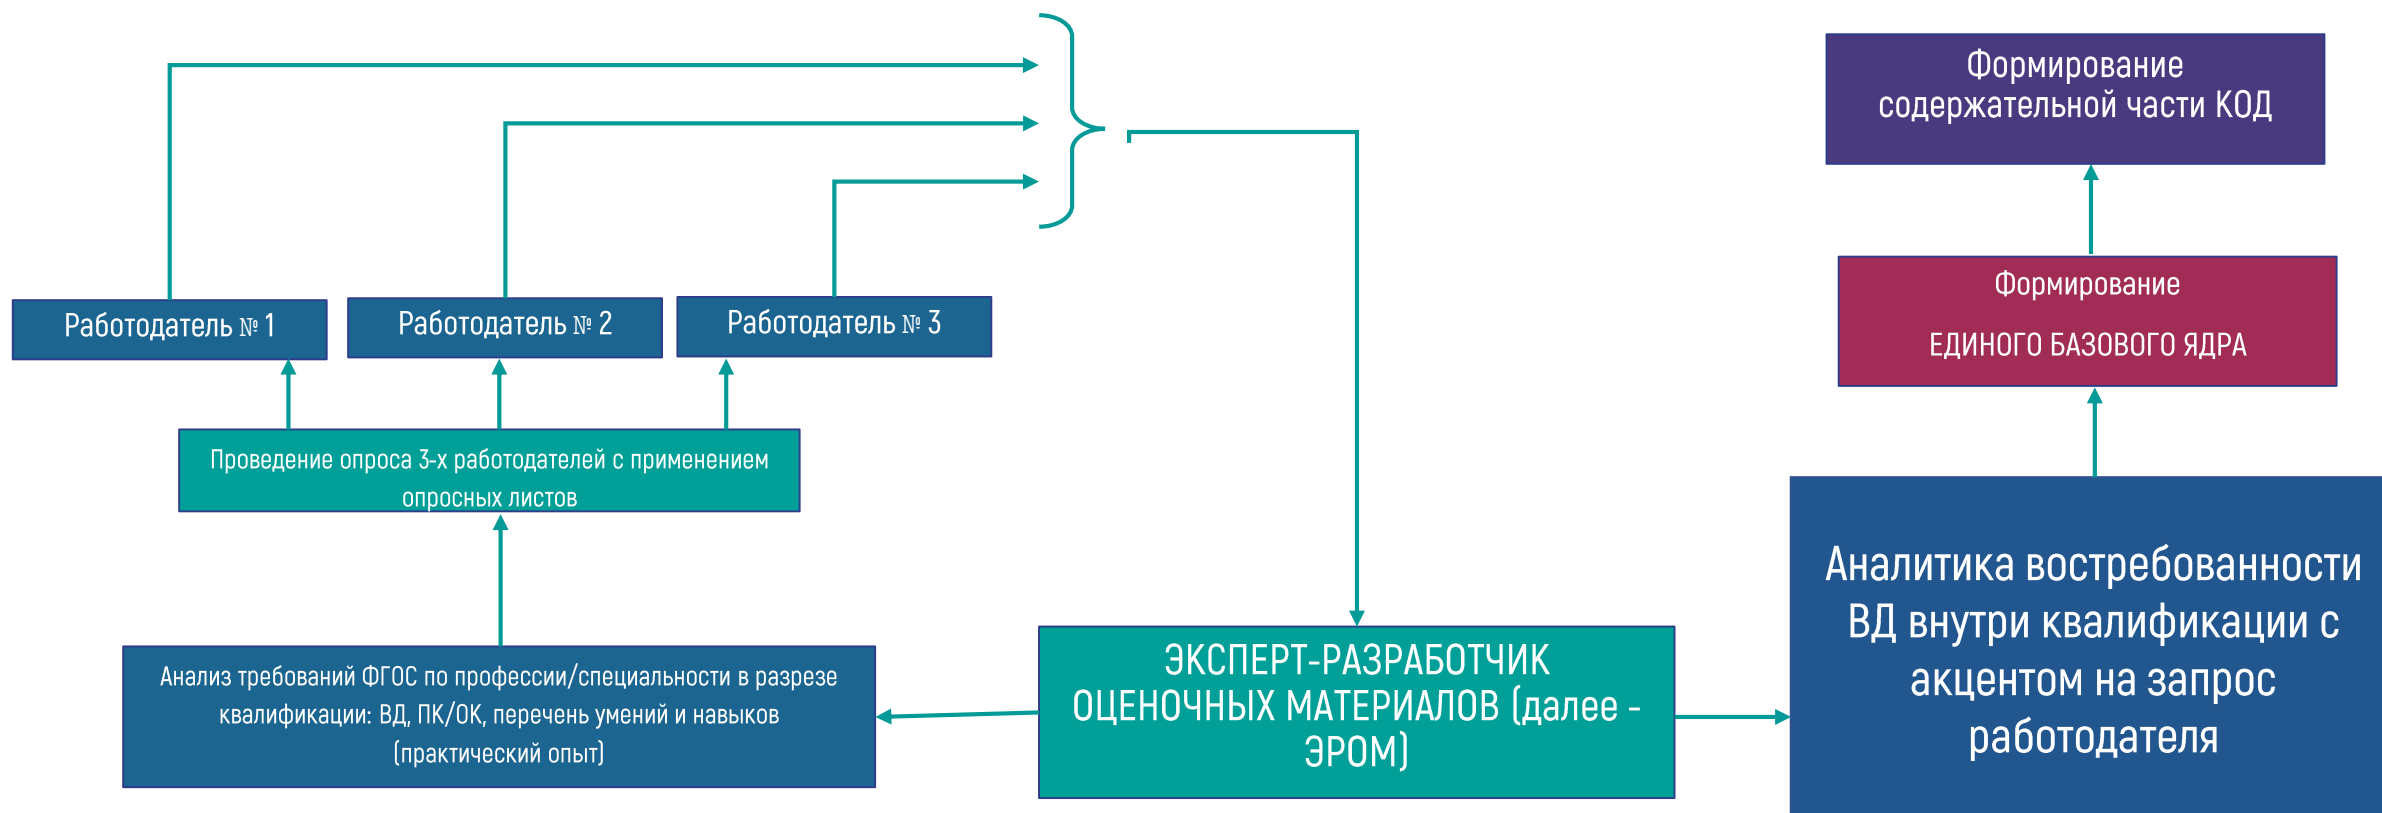 Формирование
содержательной части КОД
Формирование
ЕДИНОГО БАЗОВОГО ЯДРА
Работодатель № 1
Работодатель № 2
Работодатель № 3
Проведение опроса 3-х работодателей с применением
опросных листов
Анализ требований ФГОС по профессии/специальности в разрезе
квалификации: ВД, ПК/ОК, перечень умений и навыков
(практический опыт)
ЭКСПЕРТ-РАЗРАБОТЧИК
ОЦЕНОЧНЫХ МАТЕРИАЛОВ (далее -
ЭРОМ)
Аналитика востребованности
ВД внутри квалификации с
акцентом на запрос
работодателя